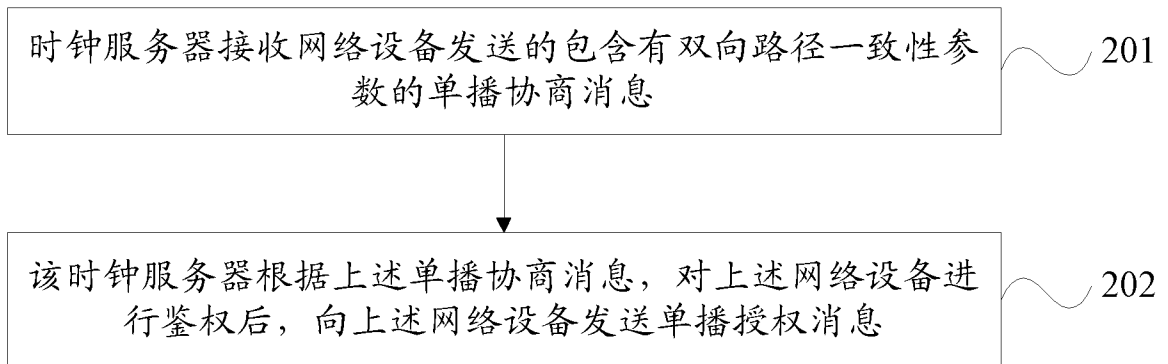 时钟服务器接收网络设备发送的包含有双向路径一致性参
数的单播协商消息
201
该时钟服务器根据上述单播协商消息，对上述网络设备进
行鉴权后，向上述网络设备发送单播授权消息
202